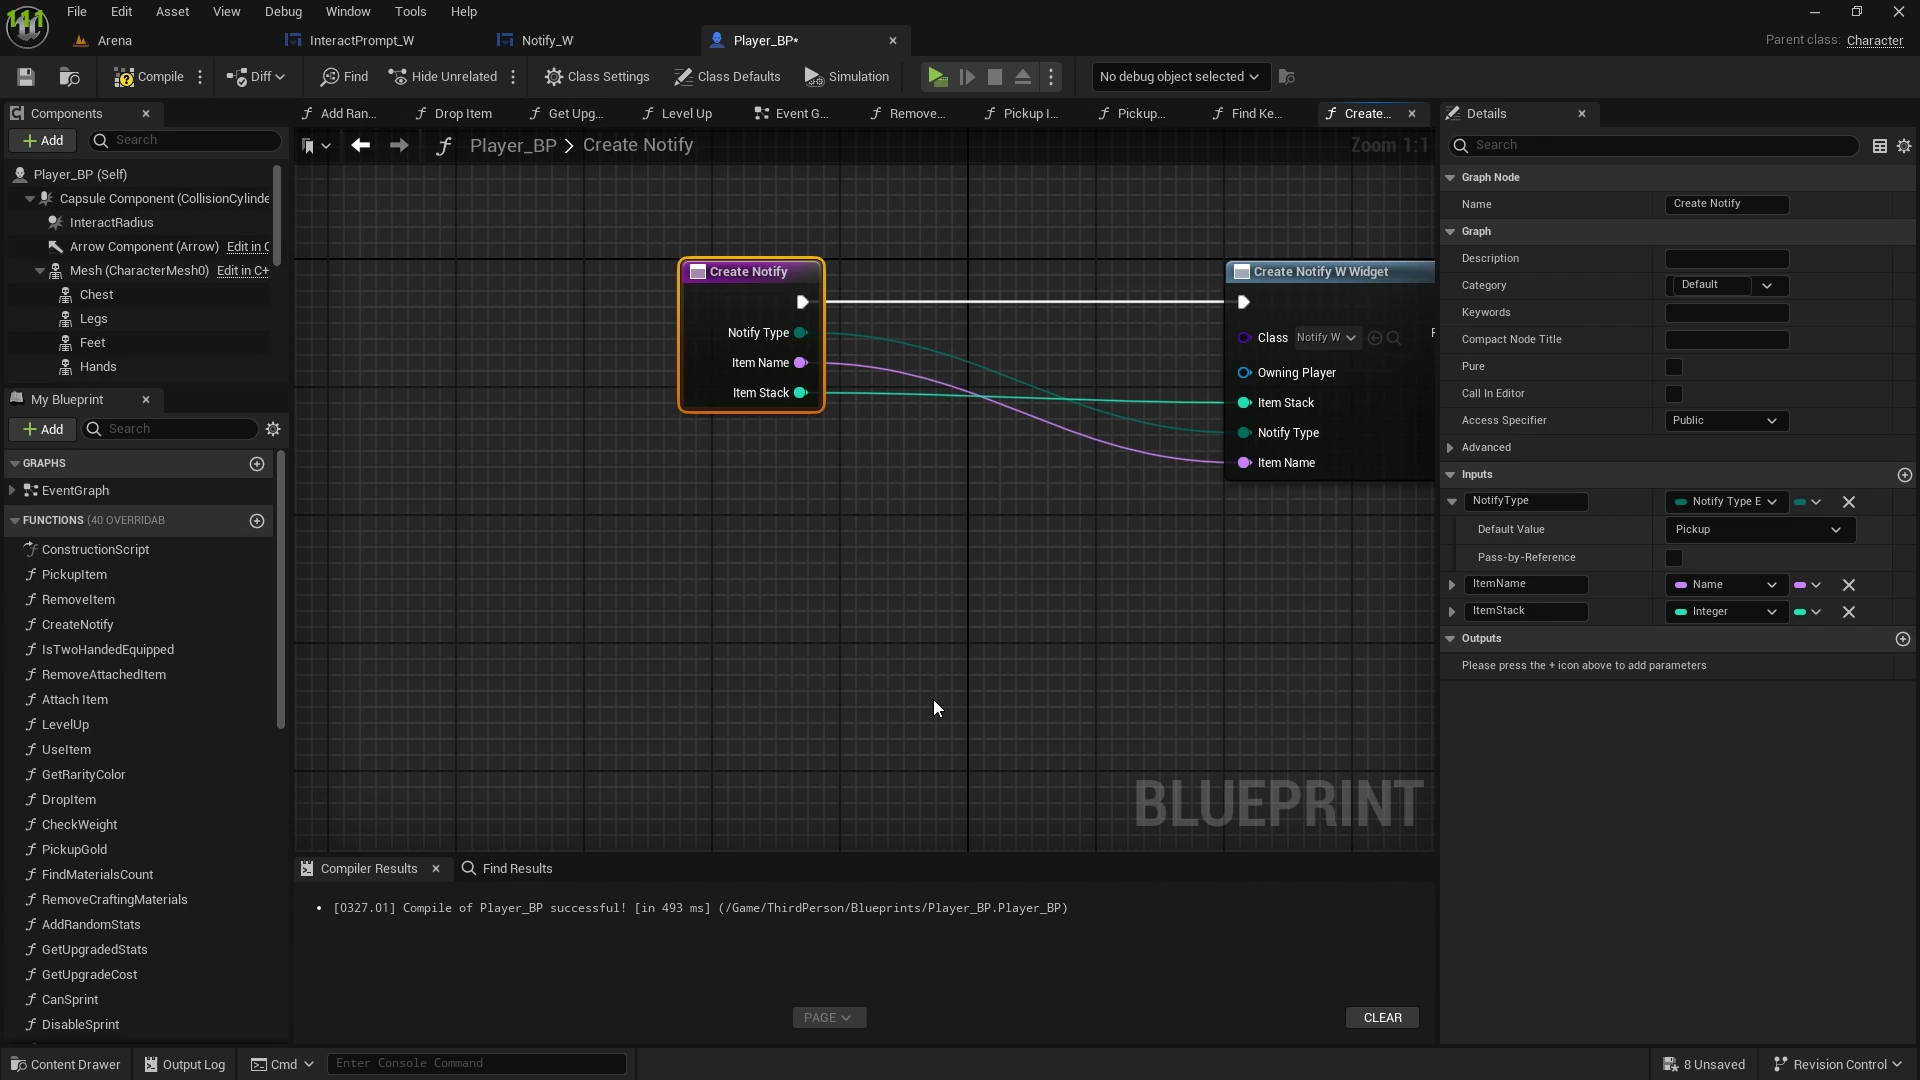 File Edit Asset View Debug Window Tools Help
Arena InteractPrompt_W Notify_W Player_BP*
Parent class: Character
Compile Diff Find Hide Unrelated Class Settings Class Defaults Simulation No debug object selected
Components
Add Search
Player_BP (Self)
Capsule Component (CollisionCylinde
InteractRadius
Arrow Component (Arrow) Edit in C
Mesh (CharacterMesh0) Edit in C+
Chest
Legs
Feet
Hands
My Blueprint
Add Search
GRAPHS
EventGraph
FUNCTIONS (40 OVERRIDAB
ConstructionScript
PickupItem
RemoveItem
CreateNotify
IsTwoHandedEquipped
RemoveAttachedItem
Attach Item
LevelUp
UseItem
GetRarityColor
DropItem
CheckWeight
PickupGold
FindMaterialsCount
RemoveCraftingMaterials
AddRandomStats
GetUpgradedStats
GetUpgradeCost
CanSprint
DisableSprint
Add Ran... Drop Item Get Upg... Level Up Event G... Remove... Pickup I... Pickup... Find Ke... Create...
Player_BP > Create Notify
Zoom 1:1
Create Notify
Notify Type
Item Name
Item Stack
Create Notify W Widget
Class Notify W
Owning Player
Item Stack
Notify Type
Item Name
BLUEPRINT
Compiler Results Find Results
[0327.01] Compile of Player_BP successful! [in 493 ms] (/Game/ThirdPerson/Blueprints/Player_BP.Player_BP)
PAGE
CLEAR
Details
Search
Graph Node
Name Create Notify
Graph
Description
Category Default
Keywords
Compact Node Title
Pure
Call In Editor
Access Specifier Public
Advanced
Inputs
NotifyType Notify Type E
Default Value Pickup
Pass-by-Reference
ItemName Name
ItemStack Integer
Outputs
Please press the + icon above to add parameters
Content Drawer Output Log Cmd Enter Console Command 8 Unsaved Revision Control